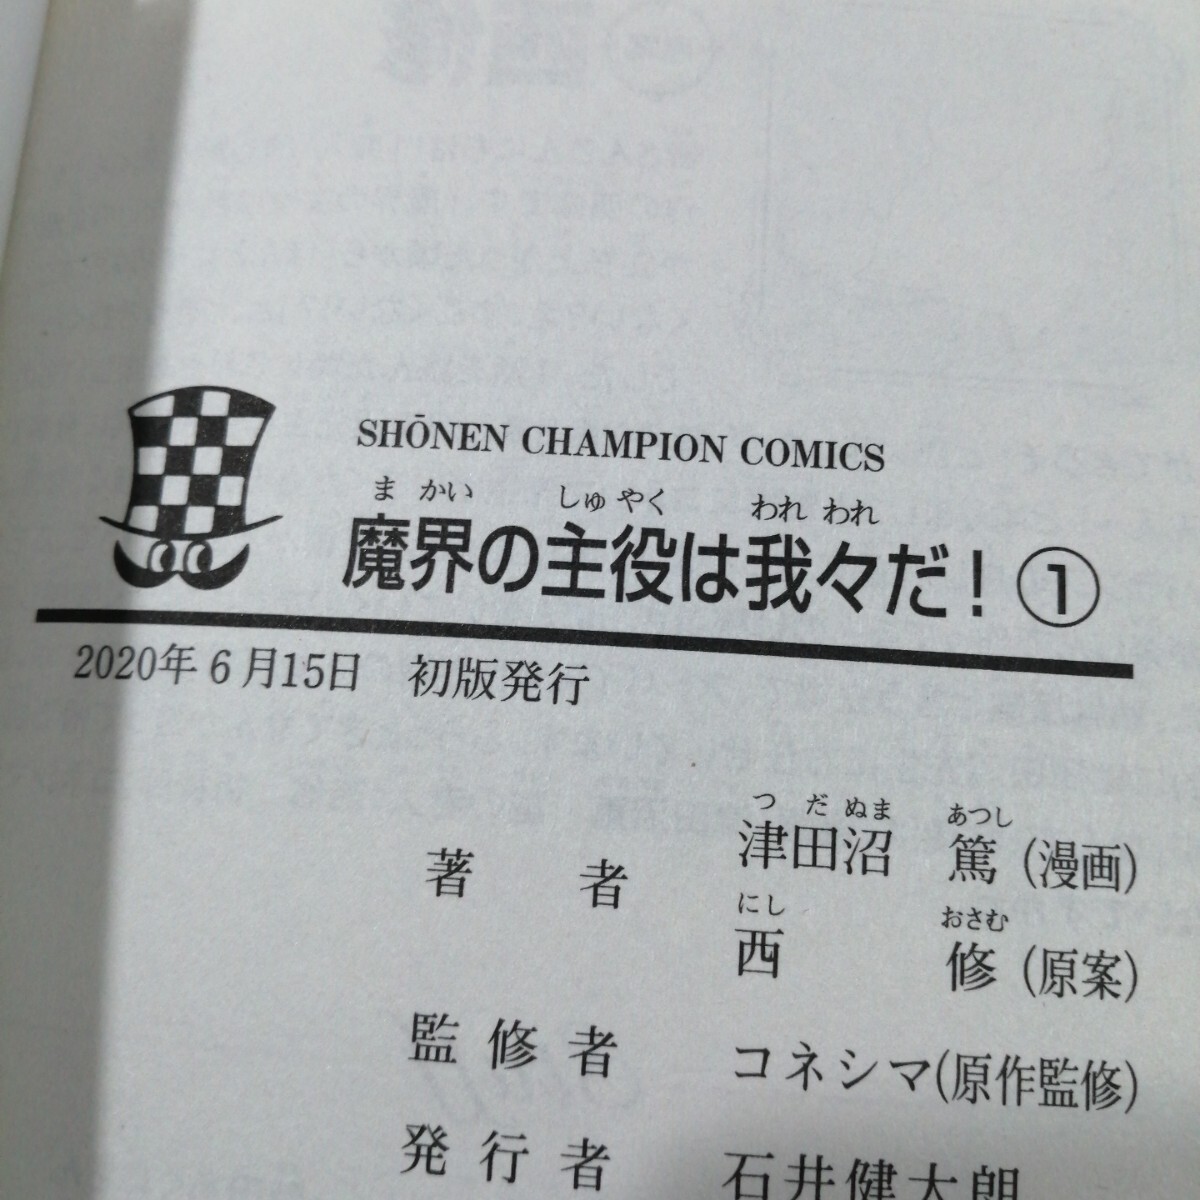 SHŌNEN CHAMPION COMICS
ま かい しゅ やく われ われ
魔界の主役は我々だ！①
2020年6月15日 初版発行
つ だ ぬま あつし
著者 津田沼 篤(漫画)
にし おさむ
西 修(原案)
監修者 コネシマ(原作監修)
発行者 石井健太朗